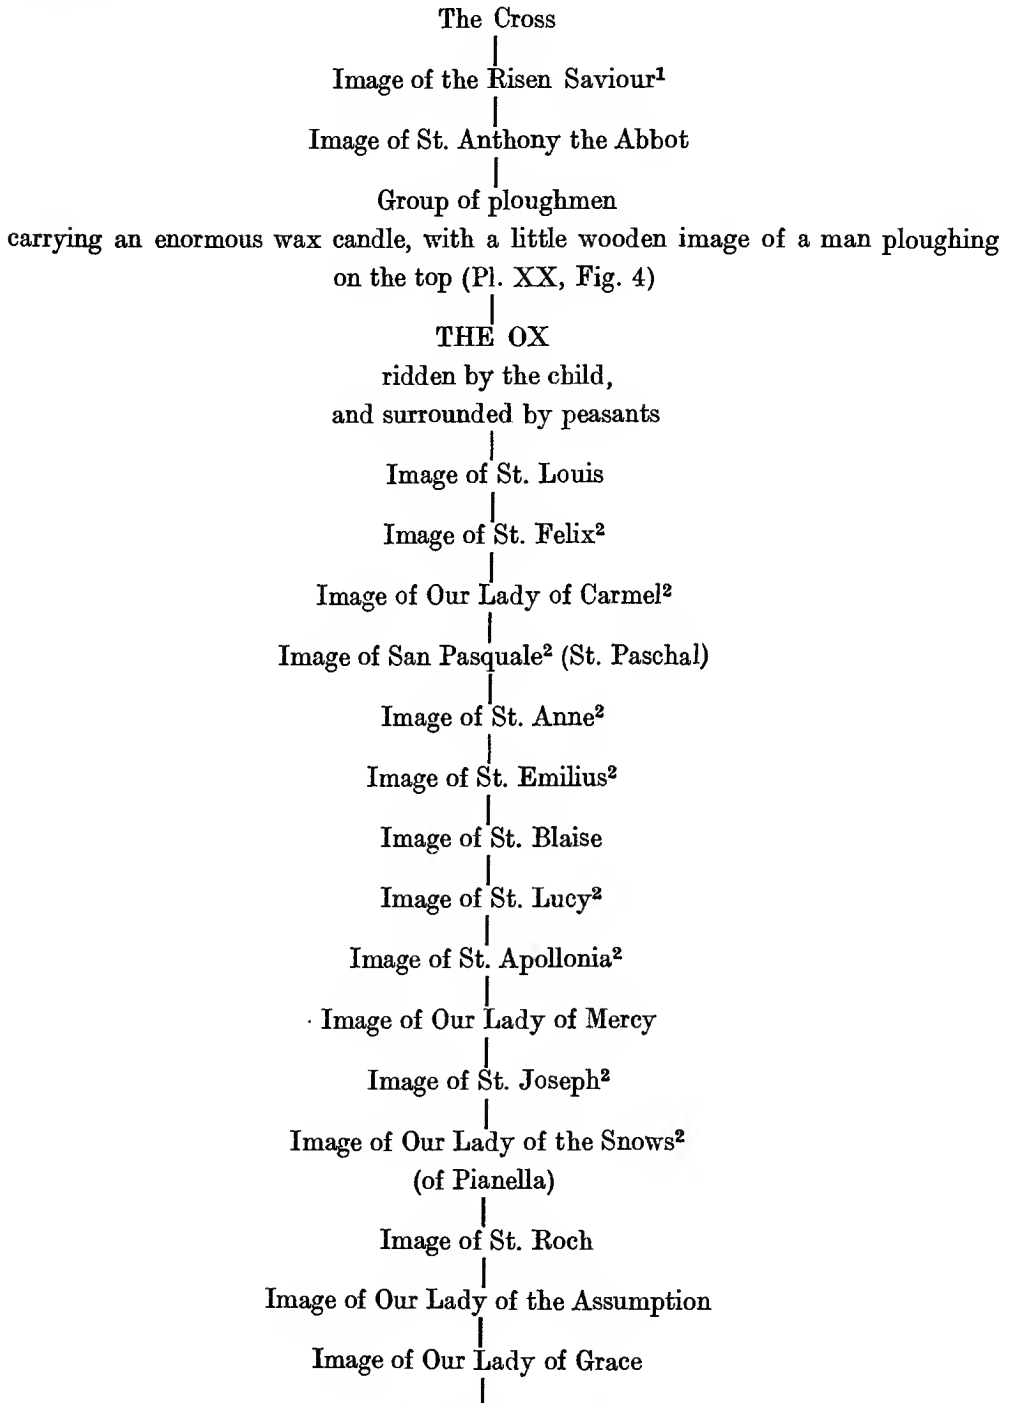 The Cross
Image of the Risen Saviour¹
Image of St. Anthony the Abbot
Group of ploughmen
carrying an enormous wax candle, with a little wooden image of a man ploughing
on the top (Pl. XX, Fig. 4)
THE OX
ridden by the child,
and surrounded by peasants
Image of St. Louis
Image of St. Felix²
Image of Our Lady of Carmel²
Image of San Pasquale² (St. Paschal)
Image of St. Anne²
Image of St. Emilius²
Image of St. Blaise
Image of St. Lucy²
Image of St. Apollonia²
Image of Our Lady of Mercy
Image of St. Joseph²
Image of Our Lady of the Snows²
(of Pianella)
Image of St. Roch
Image of Our Lady of the Assumption
Image of Our Lady of Grace